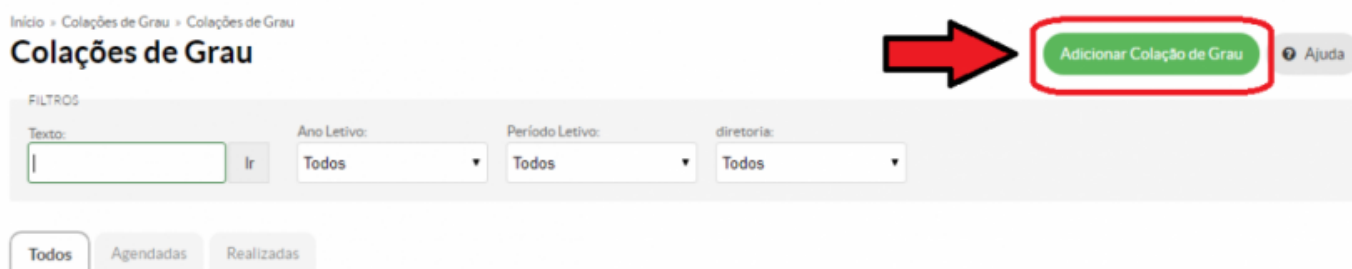 Início » Colações de Grau » Colações de Grau
Colações de Grau
Adicionar Colação de Grau
Ajuda
FILTROS
Texto:
Ano Letivo:
Período Letivo:
diretoria:
Ir
Todos
Todos
Todos
Todos
Agendadas
Realizadas